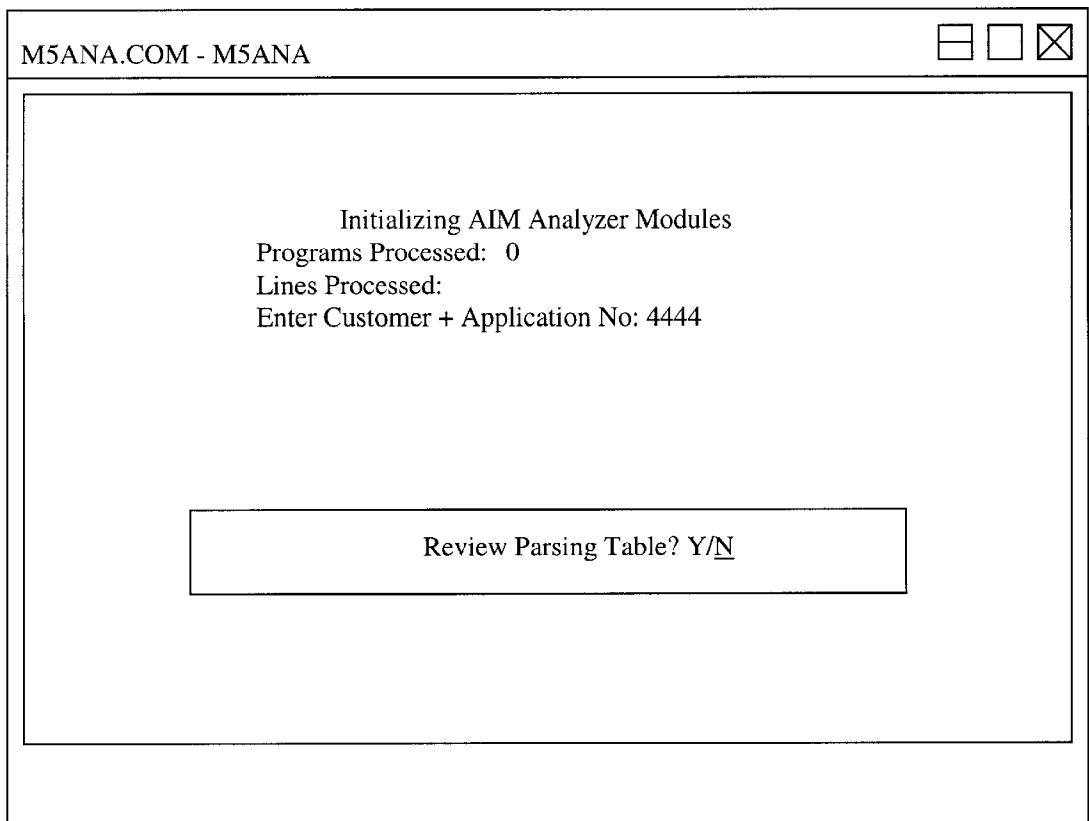 M5ANA.COM - M5ANA
Initializing AIM Analyzer Modules
Programs Processed: 0
Lines Processed:
Enter Customer + Application No: 4444
Review Parsing Table? Y/N